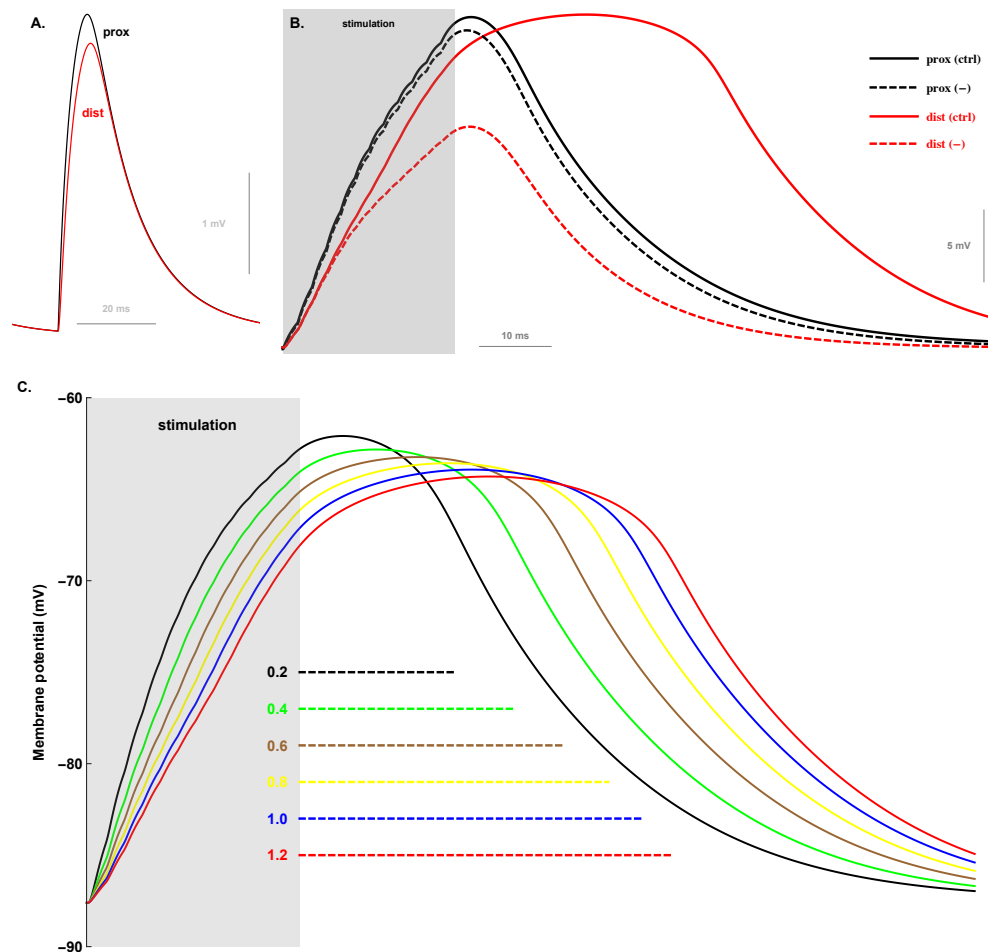 A.
prox
dist
1 mV
20 ms
B.
stimulation
prox (ctrl)
prox (−)
dist (ctrl)
dist (−)
5 mV
10 ms
C.
−60
−70
−80
−90
Membrane potential (mV)
stimulation
0.2
0.4
0.6
0.8
1.0
1.2